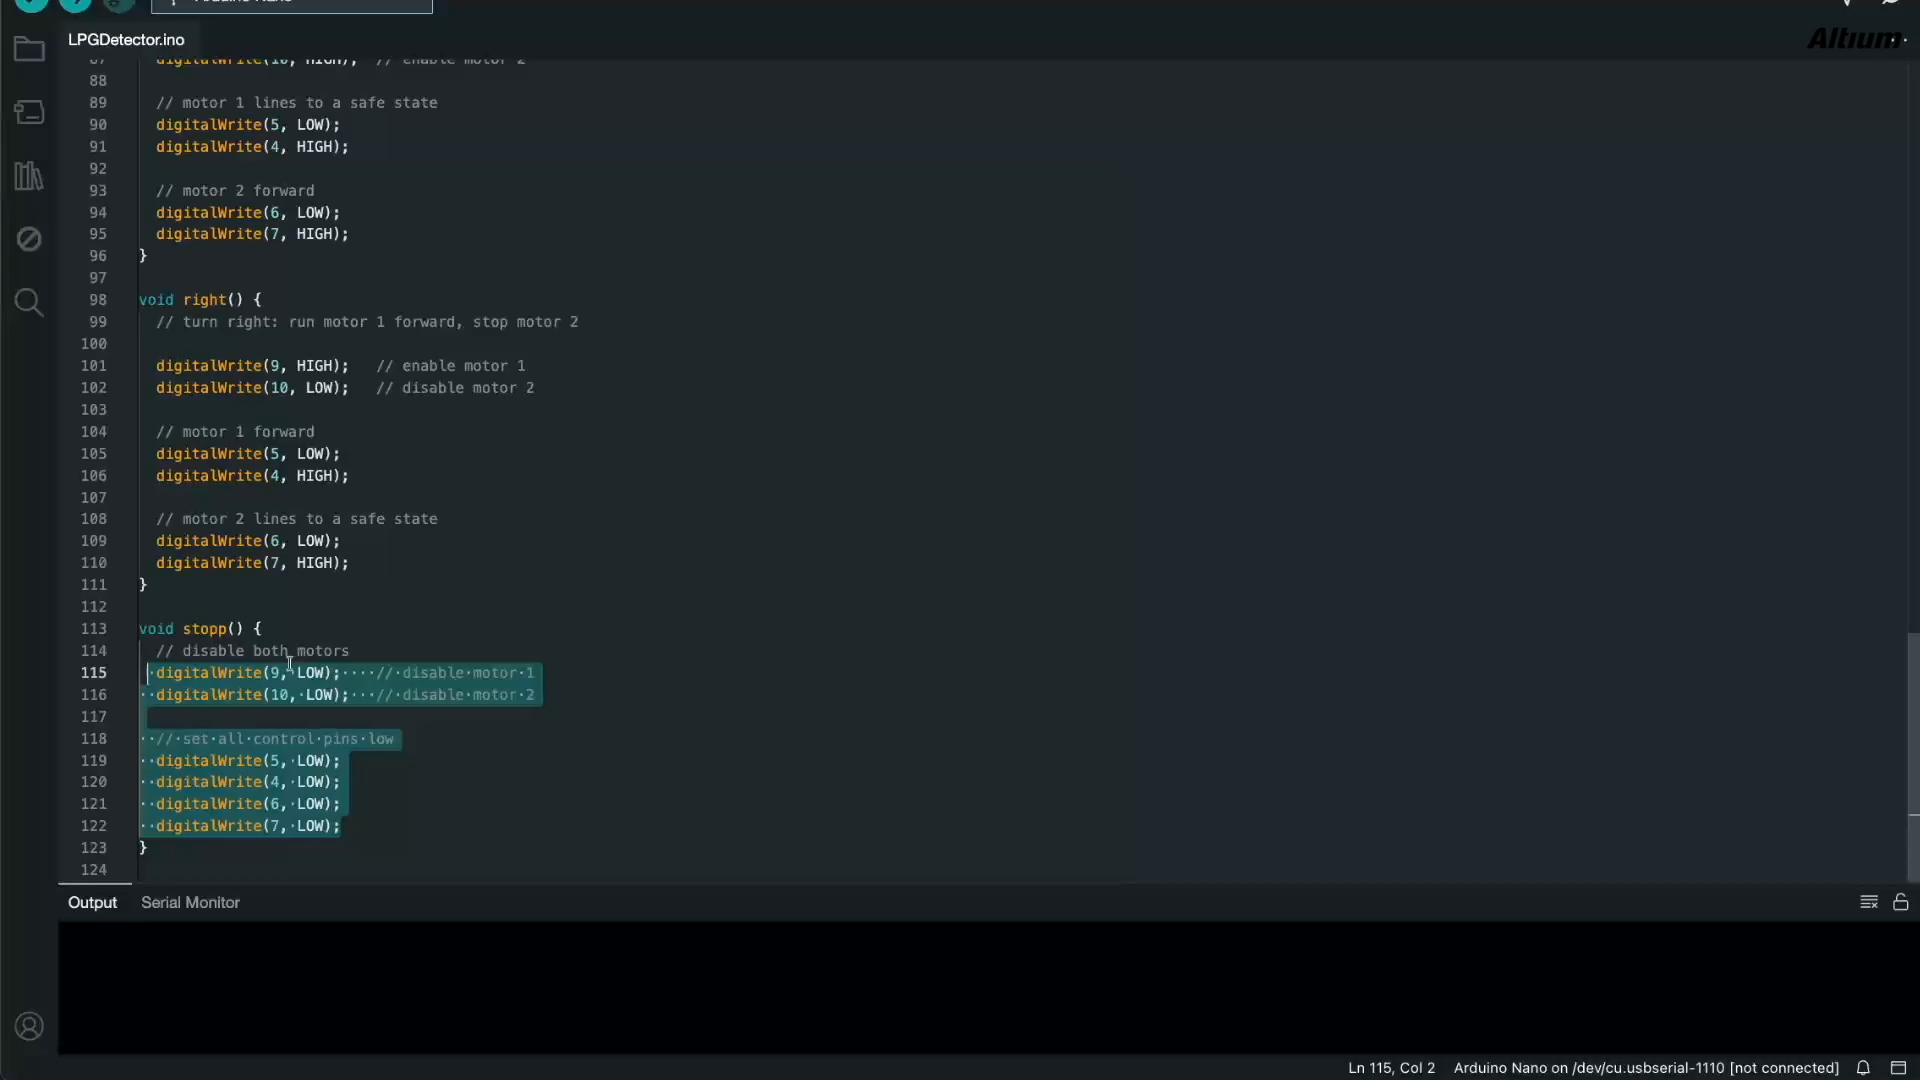 LPGDetector.ino
Altıum
87 digitalWrite(10, HIGH); // enable motor 2
88
89 // motor 1 lines to a safe state
90 digitalWrite(5, LOW);
91 digitalWrite(4, HIGH);
92
93 // motor 2 forward
94 digitalWrite(6, LOW);
95 digitalWrite(7, HIGH);
96 }
97
98 void right() {
99 // turn right: run motor 1 forward, stop motor 2
100
101 digitalWrite(9, HIGH); // enable motor 1
102 digitalWrite(10, LOW); // disable motor 2
103
104 // motor 1 forward
105 digitalWrite(5, LOW);
106 digitalWrite(4, HIGH);
107
108 // motor 2 lines to a safe state
109 digitalWrite(6, LOW);
110 digitalWrite(7, HIGH);
111 }
112
113 void stopp() {
114 // disable both motors
115 digitalWrite(9, LOW); // disable motor 1
116 digitalWrite(10, LOW); // disable motor 2
117
118 // set all control pins low
119 digitalWrite(5, LOW);
120 digitalWrite(4, LOW);
121 digitalWrite(6, LOW);
122 digitalWrite(7, LOW);
123 }
124
Output Serial Monitor
Ln 115, Col 2 Arduino Nano on /dev/cu.usbserial-1110 [not connected]